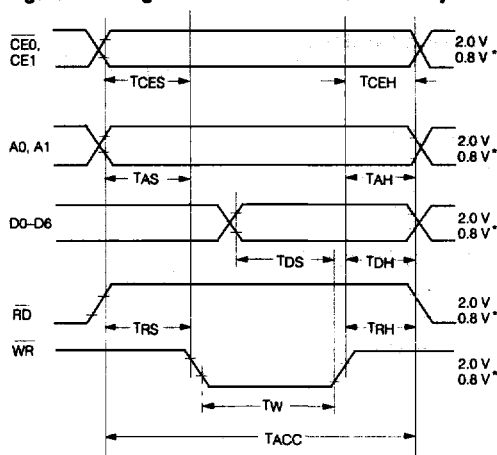 CE0,
CE1
2.0 V
0.8 V*
TCES
TCEH
A0, A1
2.0 V
0.8 V*
TAS
TAH
D0–D6
2.0 V
0.8 V*
TDS
TDH
RD
2.0 V
0.8 V*
TRS
TRH
WR
2.0 V
0.8 V*
TW
TACC